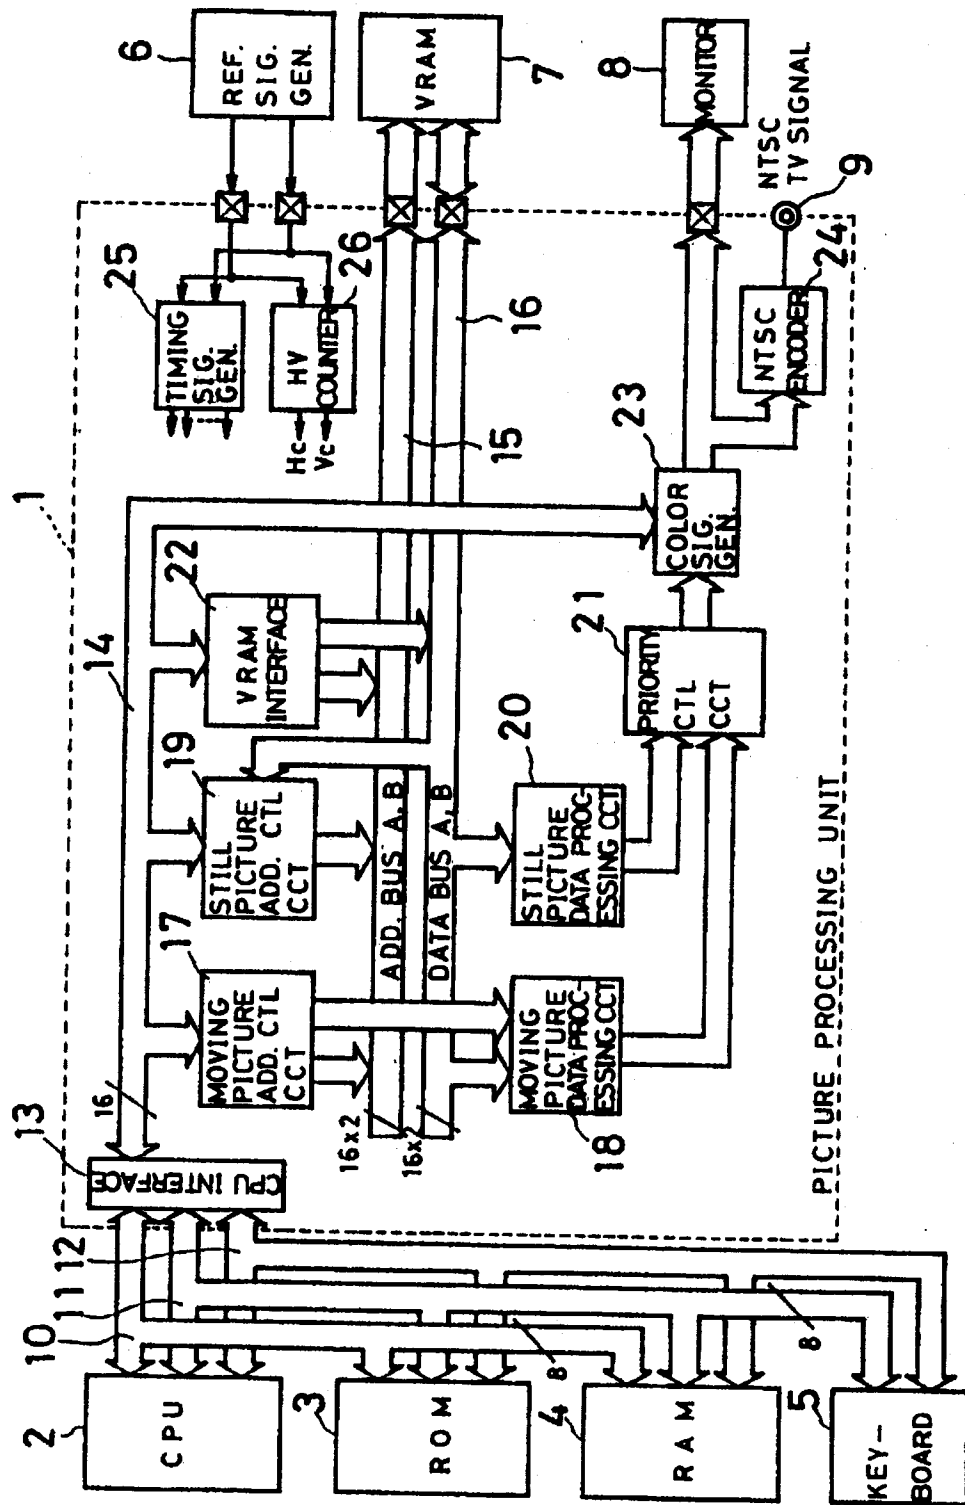 1
2
CPU
3
ROM
4
RAM
5
KEY-
BOARD
10
11
12
8
8
13
CPU INTERFACE
16
14
17
MOVING
PICTURE
ADD. CTL
CCT
19
STILL
PICTURE
ADD. CTL
CCT
22
VRAM
INTERFACE
25
TIMING
SIG.
GEN.
HV
COUNTER
26
Hc
Vc
6
REF.
SIG.
GEN.
VRAM
7
16x2
16x2
ADD. BUS A, B
DATA BUS A, B
15
16
MOVING
PICTURE
DATA PROC-
ESSING CCT
18
20
STILL
PICTURE
DATA PROC-
ESSING CCT
21
PRIORITY
CTL
CCT
23
COLOR
SIG.
GEN.
NTSC
ENCODER
24
8
MONITOR
NTSC
TV SIGNAL
9
PICTURE PROCESSING UNIT